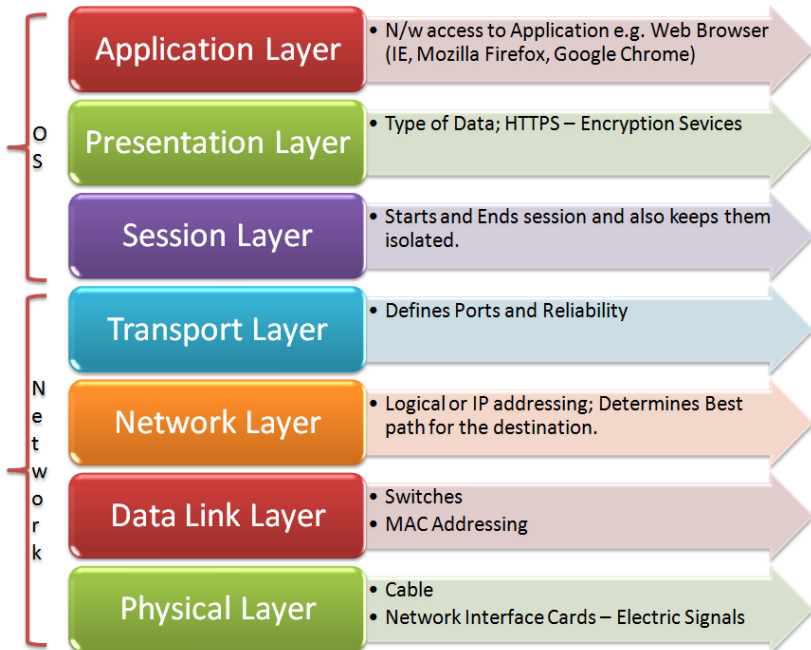 OS
Application Layer
• N/w access to Application e.g. Web Browser
(IE, Mozilla Firefox, Google Chrome)
Presentation Layer
• Type of Data; HTTPS – Encryption Sevices
Session Layer
• Starts and Ends session and also keeps them
isolated.
Network
Transport Layer
• Defines Ports and Reliability
Network Layer
• Logical or IP addressing; Determines Best
path for the destination.
Data Link Layer
• Switches
• MAC Addressing
Physical Layer
• Cable
• Network Interface Cards – Electric Signals